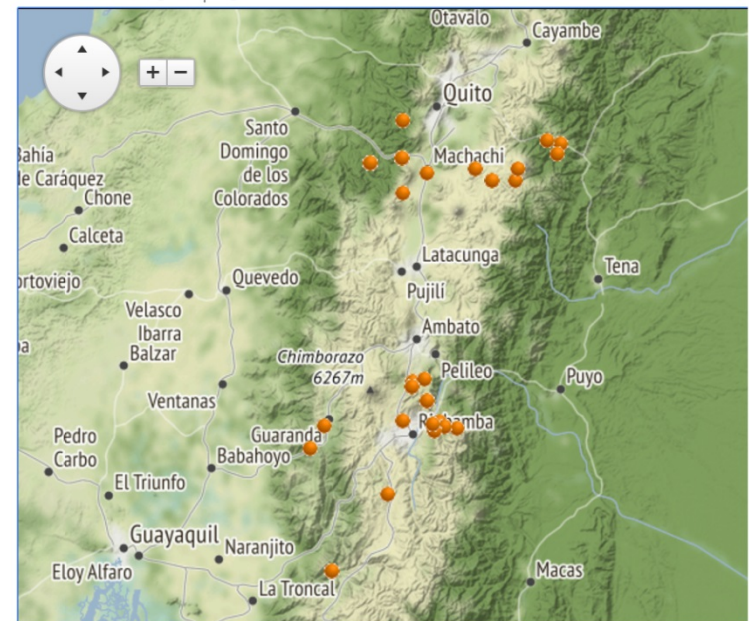 Otavalo
Cayambe
+ −
Quito
Santo
Domingo
de los
Colorados
Machachi
Bahía
de Caráquez
Chone
Calceta
Latacunga
Tena
ortoviejo
Quevedo
Pujilí
Velasco
Ibarra
Ambato
Balzar
Chimborazo
6267m
Pelileo
Puyo
Ventanas
Guaranda
Pedro
Carbo
Babahoyo
El Triunfo
Guayaquil
Naranjito
Eloy Alfaro
Macas
La Troncal